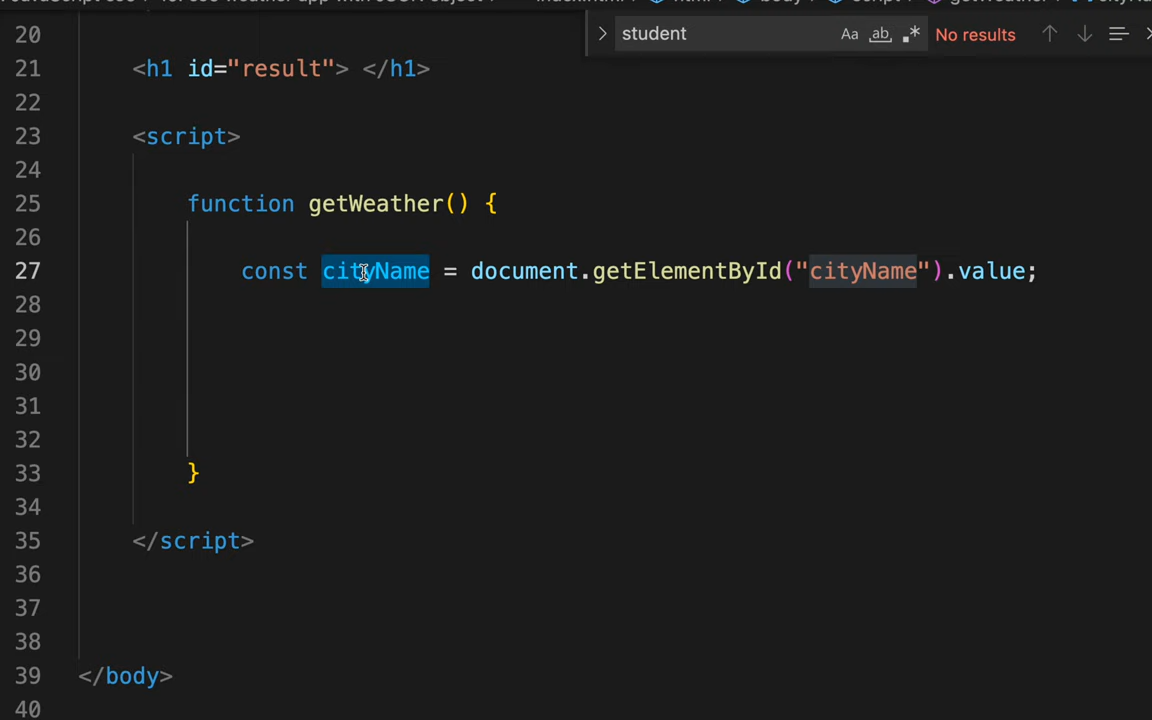 student Aa ab .* No results
20
21 <h1 id="result"> </h1>
22
23 <script>
24
25 function getWeather() {
26
27 const cityName = document.getElementById("cityName").value;
28
29
30
31
32
33 }
34
35 </script>
36
37
38
39 </body>
40